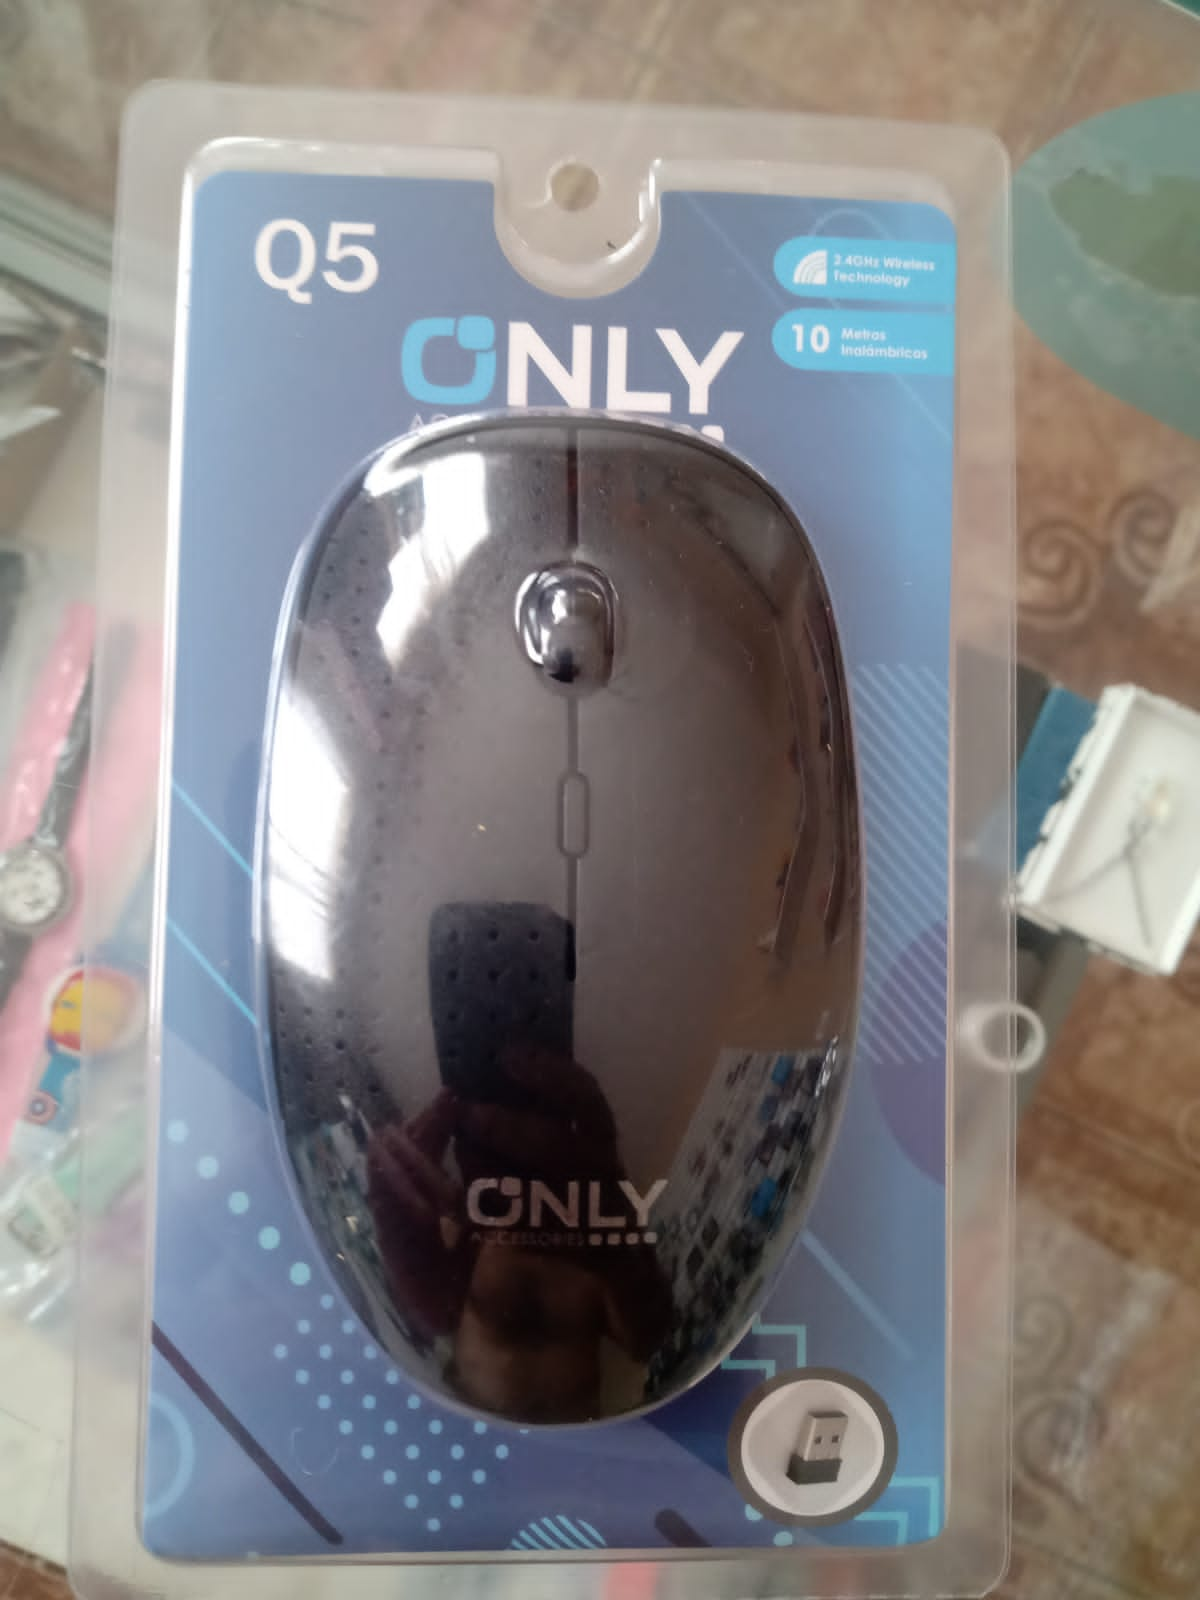 Q5
2.4GHz Wireless
Technology
10 Metros
Inalámbricos
ONLY
ONLY
ACCESSORIES